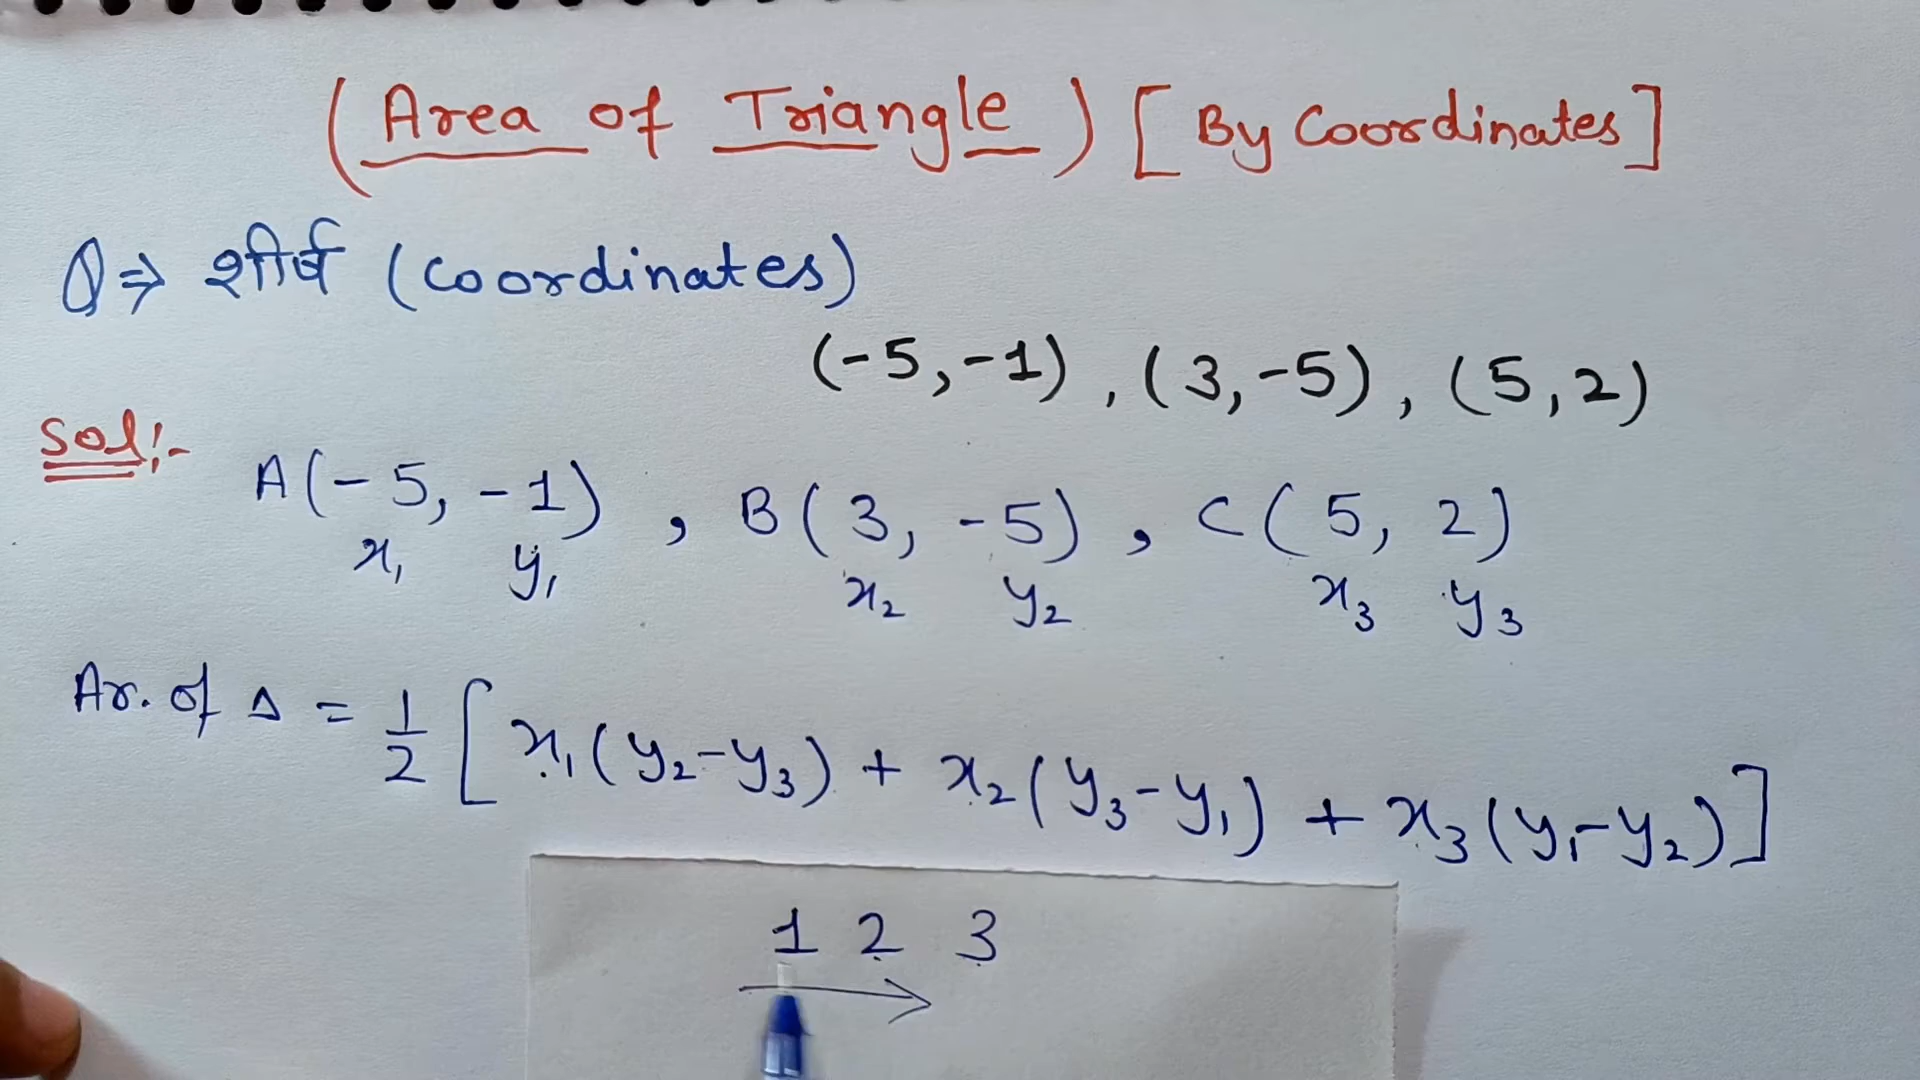 (Area of Triangle) [By Coordinates]
Q⇒ शीर्ष (Coordinates)
(-5,-1), (3,-5), (5,2)
Sol:-
A(-5, -1), B(3, -5), C(5, 2)
x₁ y₁ x₂ y₂ x₃ y₃
Ar. of Δ = 1/2 [x₁(y₂-y₃) + x₂(y₃-y₁) + x₃(y₁-y₂)]
1 2 3